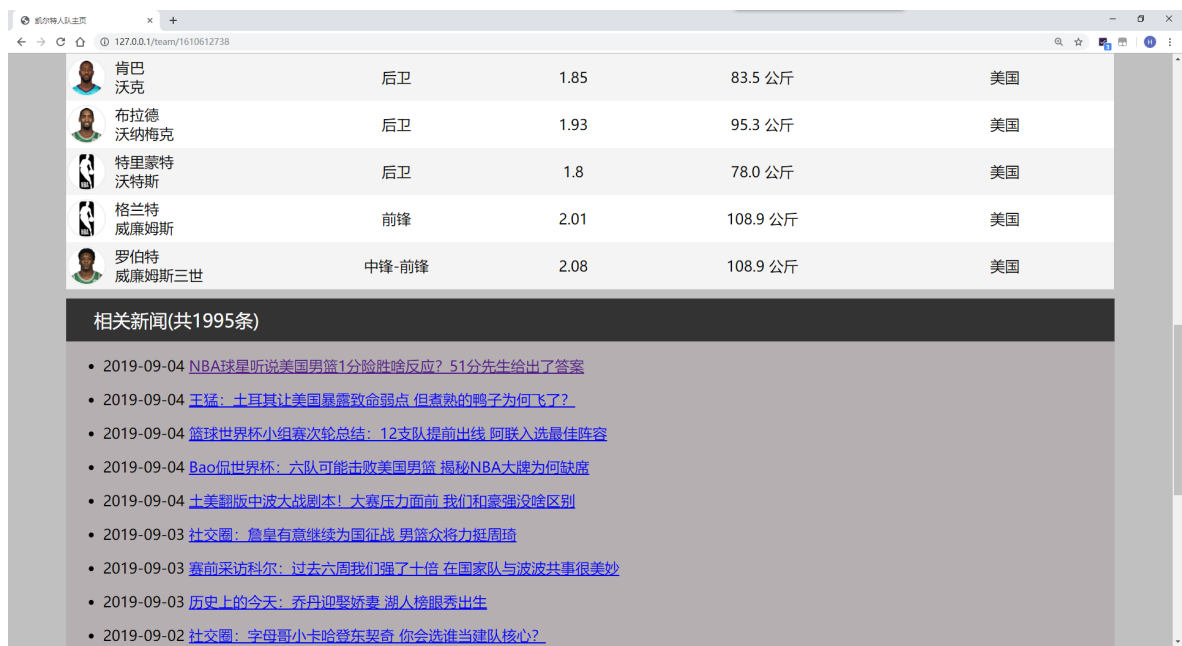 凯尔特人队主页
127.0.0.1/team/1610612738
肯巴
沃克 后卫 1.85 83.5 公斤 美国
布拉德
沃纳梅克 后卫 1.93 95.3 公斤 美国
特里蒙特
沃特斯 后卫 1.8 78.0 公斤 美国
格兰特
威廉姆斯 前锋 2.01 108.9 公斤 美国
罗伯特
威廉姆斯三世 中锋-前锋 2.08 108.9 公斤 美国
相关新闻(共1995条)
• 2019-09-04 NBA球星听说美国男篮1分险胜啥反应？51分先生给出了答案
• 2019-09-04 王猛：土耳其让美国暴露致命弱点 但煮熟的鸭子为何飞了？
• 2019-09-04 篮球世界杯小组赛次轮总结：12支队提前出线 阿联入选最佳阵容
• 2019-09-04 Bao侃世界杯：六队可能击败美国男篮 揭秘NBA大牌为何缺席
• 2019-09-04 土美翻版中波大战剧本！大赛压力面前 我们和豪强没啥区别
• 2019-09-03 社交圈：詹皇有意继续为国征战 男篮众将力挺周琦
• 2019-09-03 赛前采访科尔：过去六周我们强了十倍 在国家队与波波共事很美妙
• 2019-09-03 历史上的今天：乔丹迎娶娇妻 湖人榜眼秀出生
• 2019-09-02 社交圈：字母哥小卡哈登东契奇 你会选谁当建队核心？